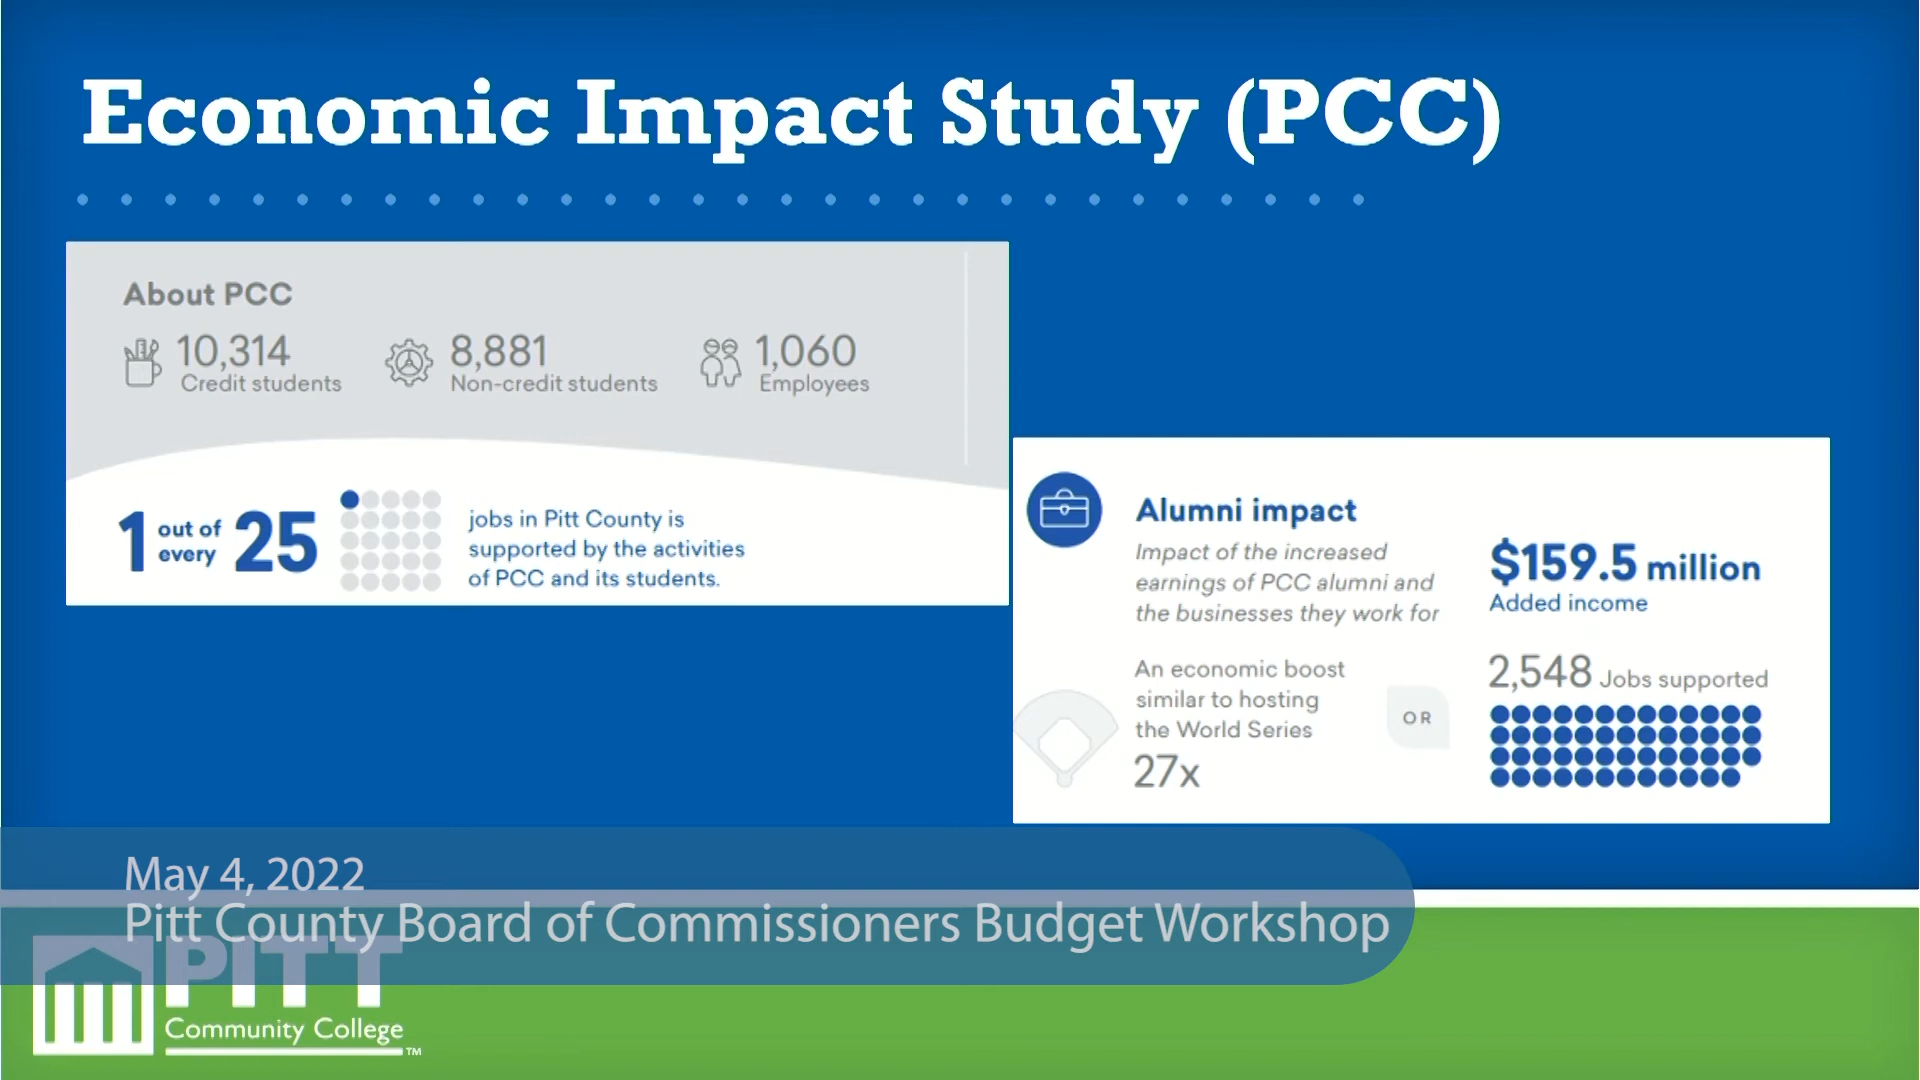 Economic Impact Study (PCC)
About PCC
10,314
Credit students
8,881
Non-credit students
1,060
Employees
1 out of every 25
jobs in Pitt County is
supported by the activities
of PCC and its students.
Alumni impact
Impact of the increased
earnings of PCC alumni and
the businesses they work for
$159.5 million
Added income
An economic boost
similar to hosting
the World Series
27x
OR
2,548 Jobs supported
May 4, 2022
Pitt County Board of Commissioners Budget Workshop
PITT
Community College
™